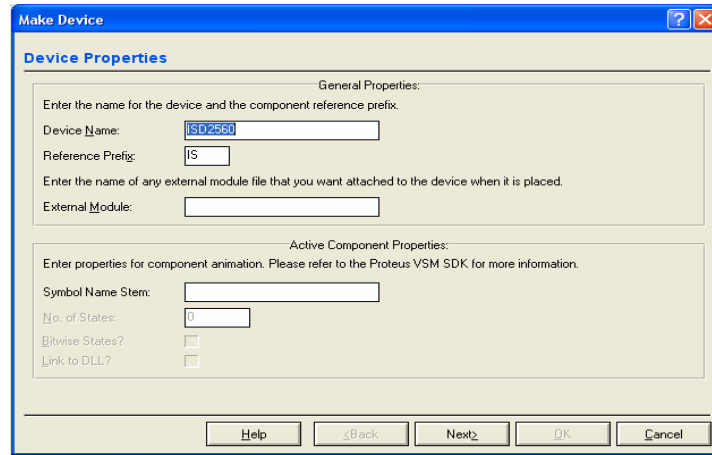 Make Device
Device Properties
General Properties:
Enter the name for the device and the component reference prefix.
Device Name: ISD2560
Reference Prefix: IS
Enter the name of any external module file that you want attached to the device when it is placed.
External Module:
Active Component Properties:
Enter properties for component animation. Please refer to the Proteus VSM SDK for more information.
Symbol Name Stem:
No. of States: 0
Bitwise States?
Link to DLL?
Help <Back Next> OK Cancel